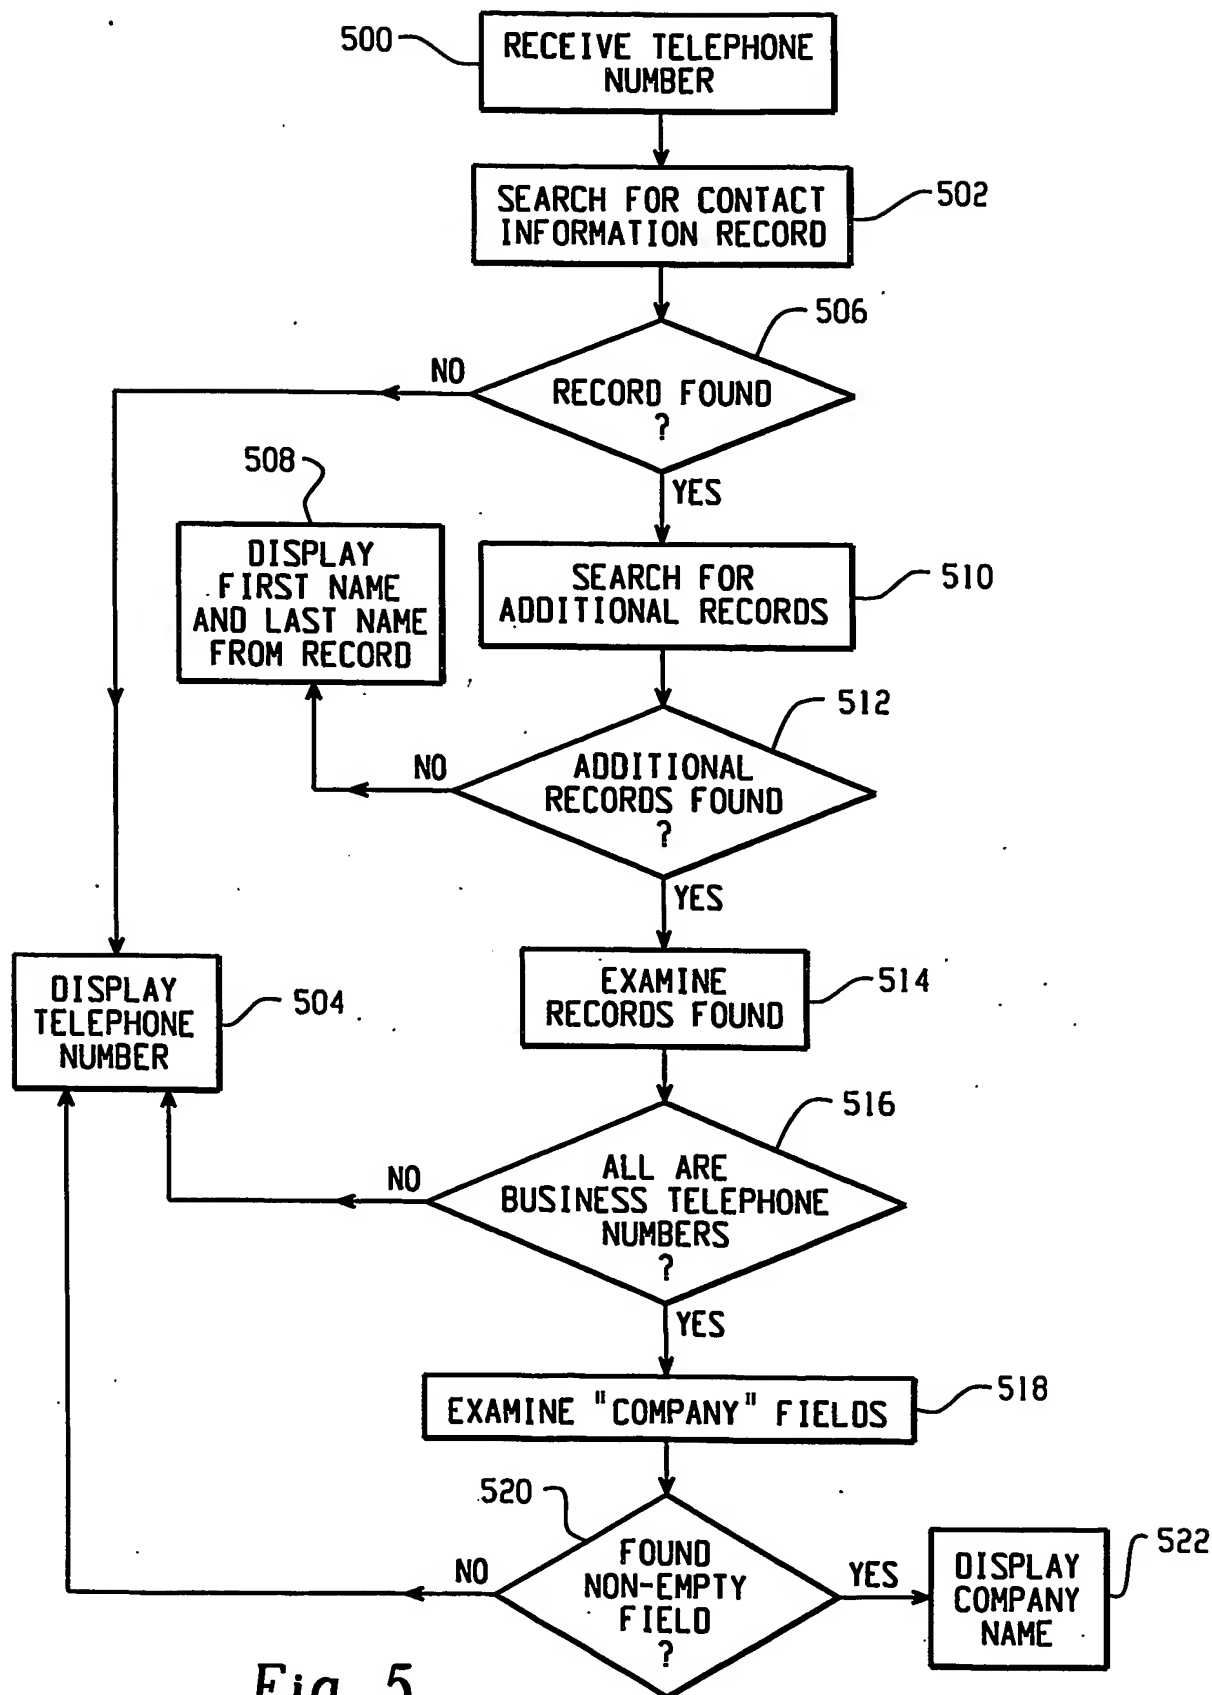 500
RECEIVE TELEPHONE
NUMBER
SEARCH FOR CONTACT
INFORMATION RECORD
502
506
NO
RECORD FOUND
?
YES
508
DISPLAY
FIRST NAME
AND LAST NAME
FROM RECORD
SEARCH FOR
ADDITIONAL RECORDS
510
512
NO
ADDITIONAL
RECORDS FOUND
?
YES
DISPLAY
TELEPHONE
NUMBER
504
EXAMINE
RECORDS FOUND
514
516
NO
ALL ARE
BUSINESS TELEPHONE
NUMBERS
?
YES
EXAMINE "COMPANY" FIELDS
518
520
NO
FOUND
NON-EMPTY
FIELD
?
YES
DISPLAY
COMPANY
NAME
522
Fig. 5